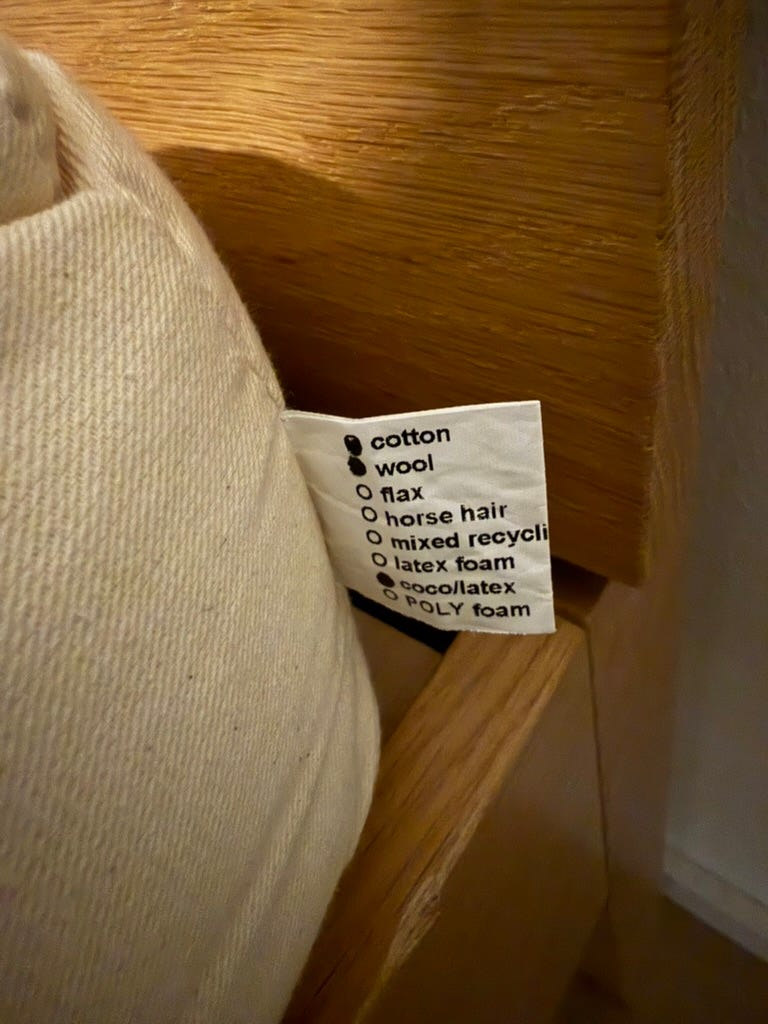 cotton
wool
flax
horse hair
mixed recycli
latex foam
coco/latex
POLY foam